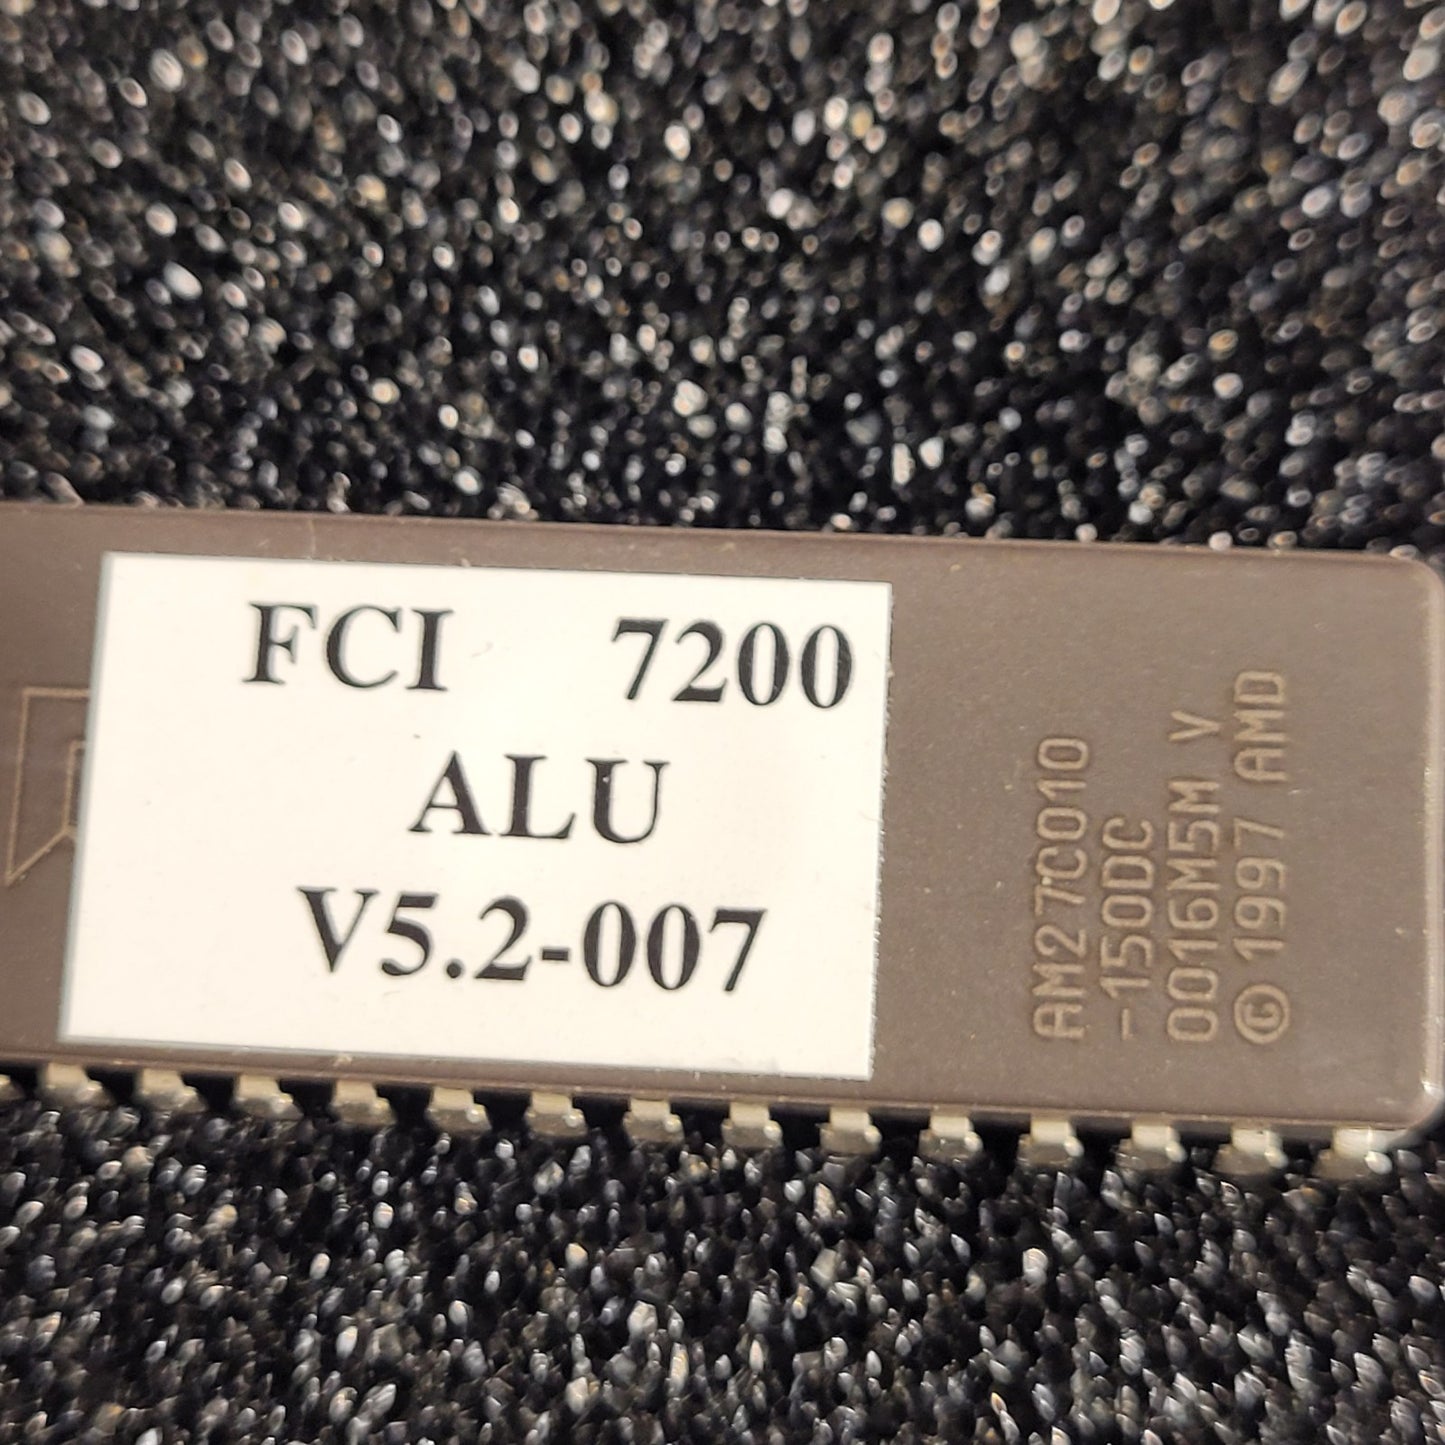 FCI 7200
ALU
V5.2-007
AM27C010
-150DC
0016M5M V
© 1997 AMD